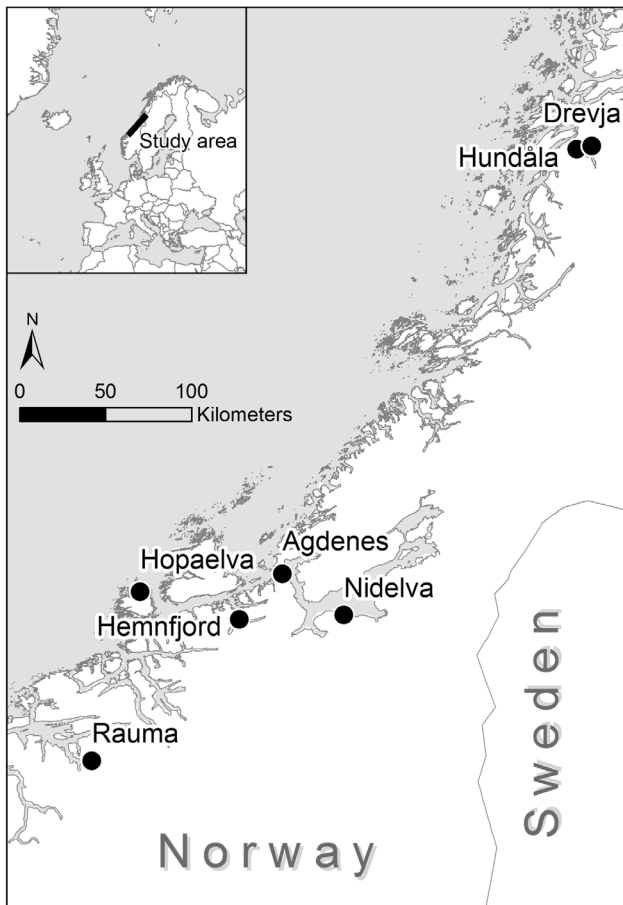 Study area
Drevja
Hundåla
N
0 50 100
Kilometers
Agdenes
Hopaelva
Nidelva
Hemnfjord
Rauma
Sweden
Norway